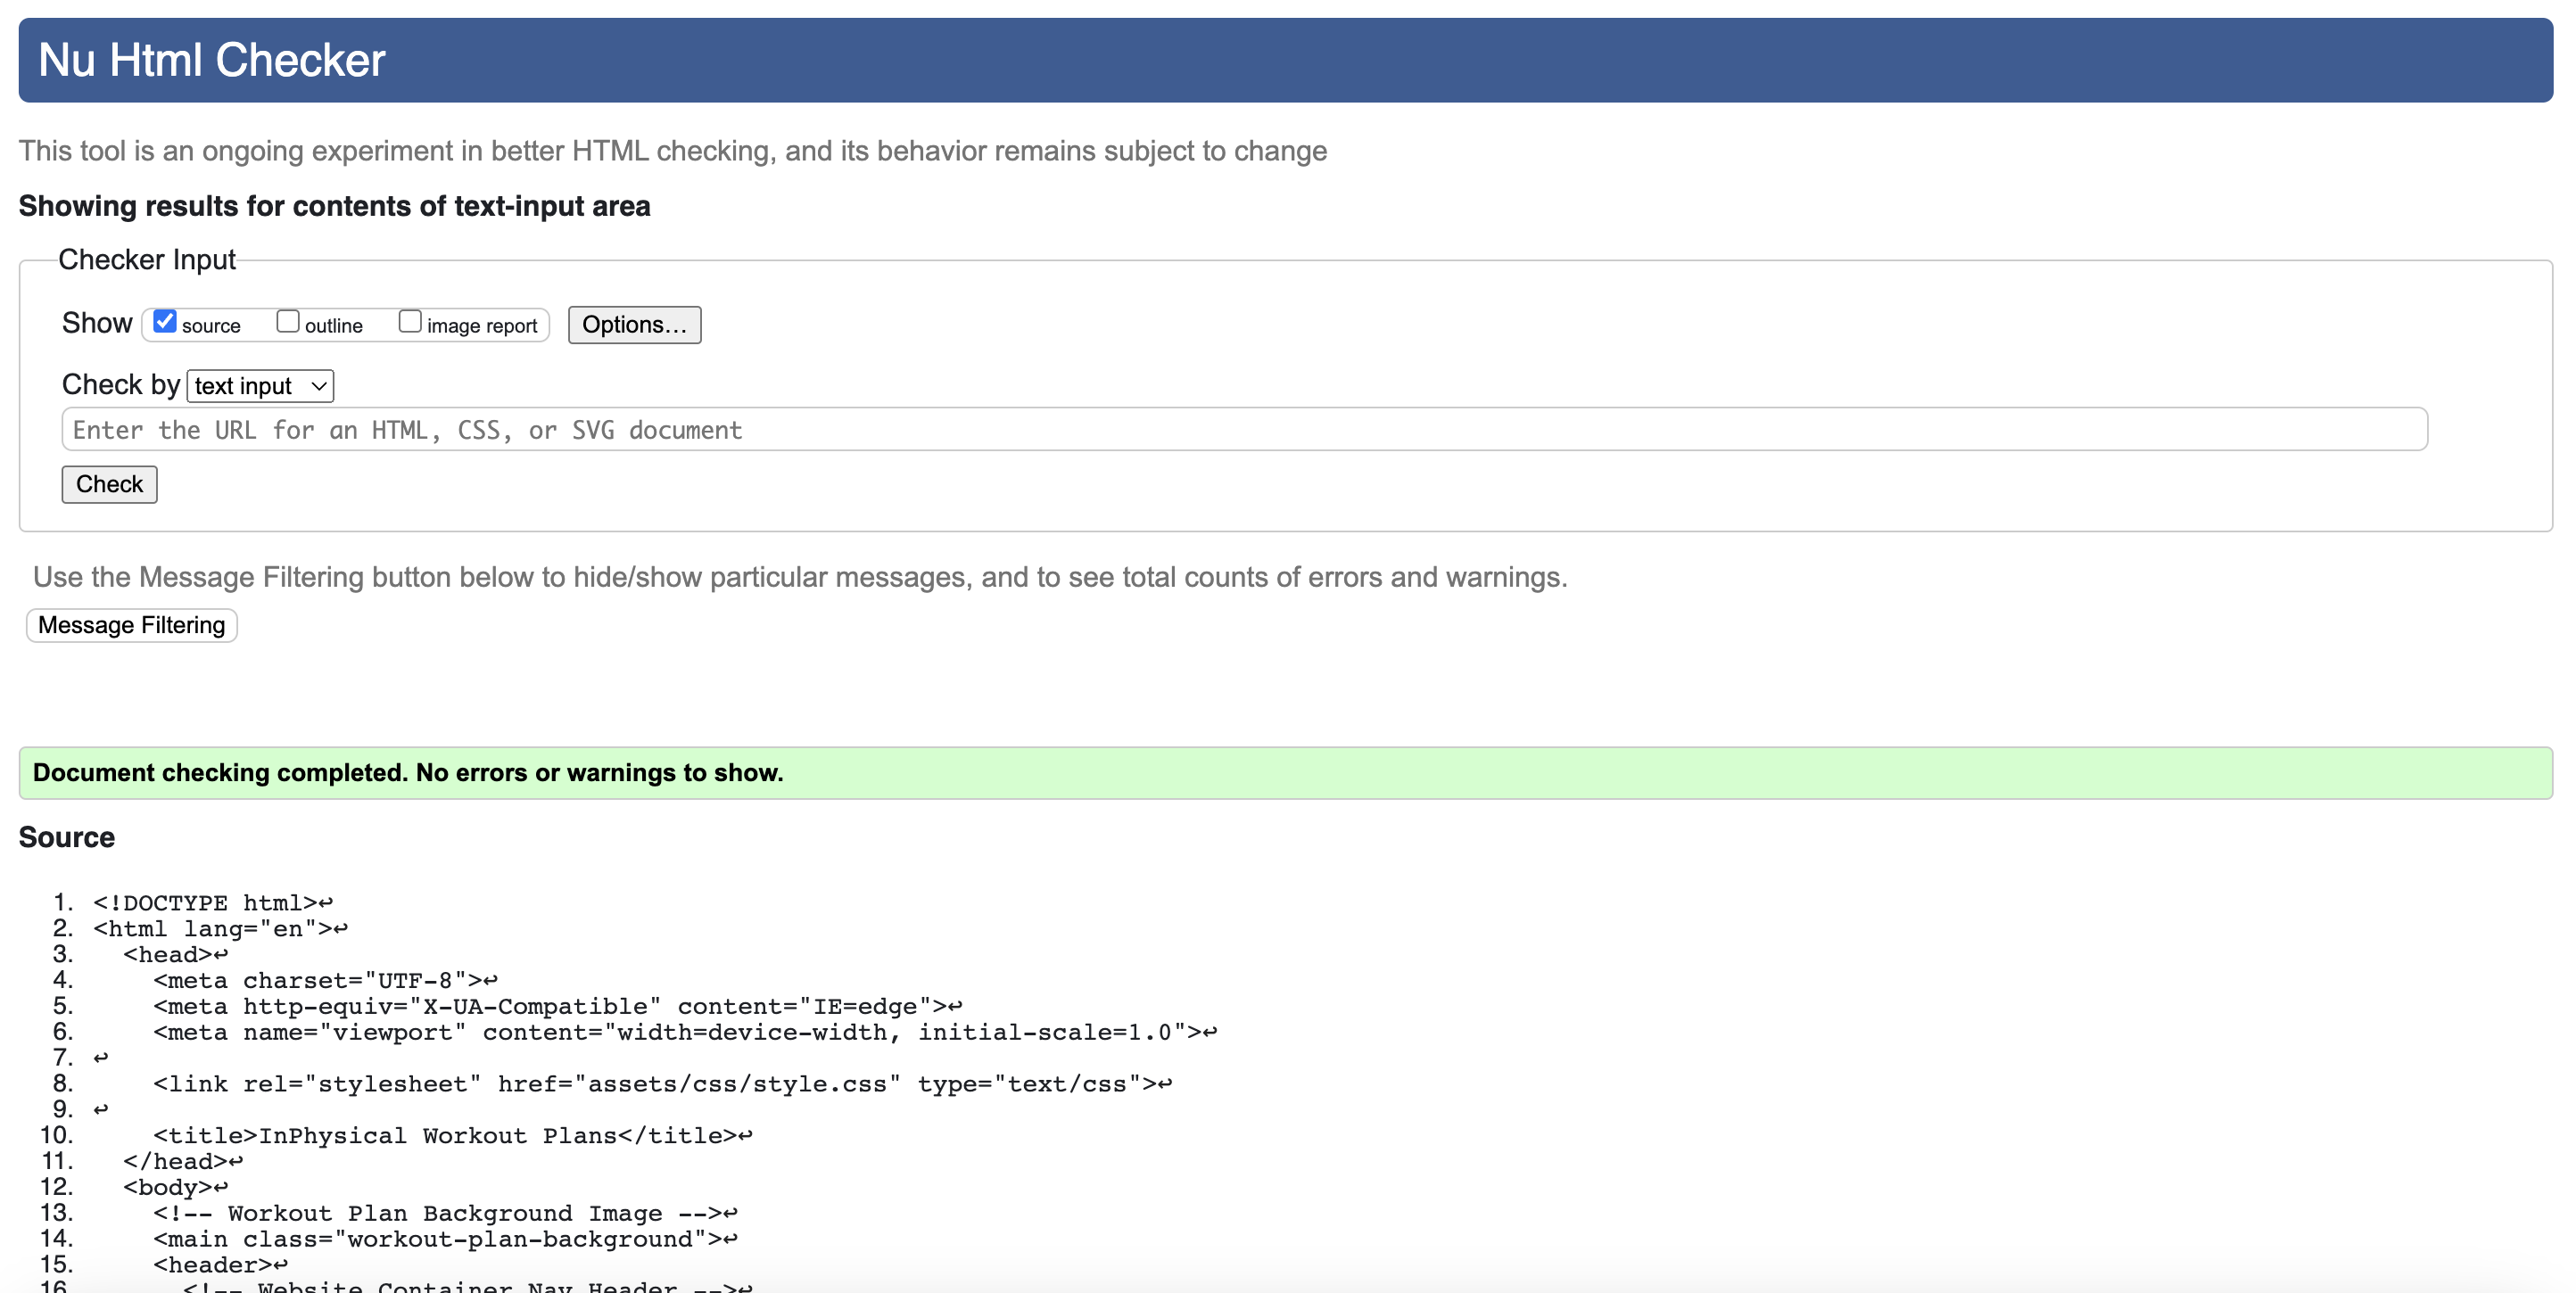 Nu Html Checker
This tool is an ongoing experiment in better HTML checking, and its behavior remains subject to change
Showing results for contents of text-input area
Checker Input
Show source outline image report Options...
Check by text input
Enter the URL for an HTML, CSS, or SVG document
Check
Use the Message Filtering button below to hide/show particular messages, and to see total counts of errors and warnings.
Message Filtering
Document checking completed. No errors or warnings to show.
Source
1. <!DOCTYPE html>↩
2. <html lang="en">↩
3. <head>↩
4. <meta charset="UTF-8">↩
5. <meta http-equiv="X-UA-Compatible" content="IE=edge">↩
6. <meta name="viewport" content="width=device-width, initial-scale=1.0">↩
7. ↩
8. <link rel="stylesheet" href="assets/css/style.css" type="text/css">↩
9. ↩
10. <title>InPhysical Workout Plans</title>↩
11. </head>↩
12. <body>↩
13. <!-- Workout Plan Background Image -->↩
14. <main class="workout-plan-background">↩
15. <header>↩
16. <!-- Website Container Nav Header -->↩